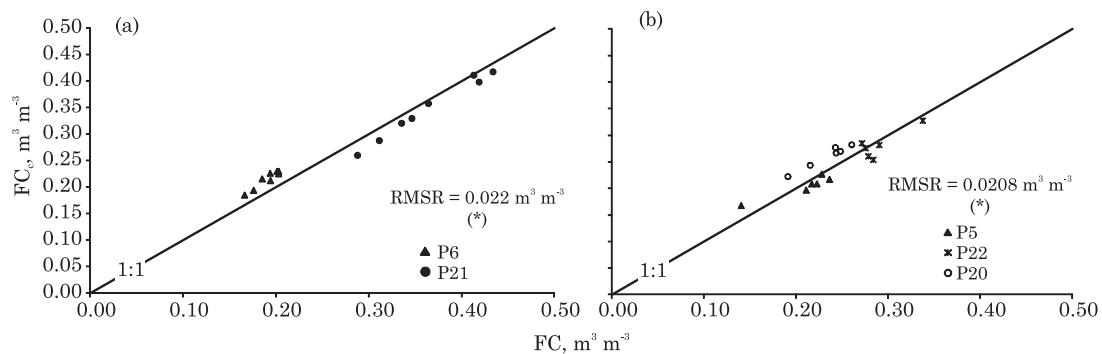 (a)
0.50
0.45
0.40
0.35
0.30
0.25
0.20
0.15
0.10
0.05
0.00
FCc, m³ m⁻³
RMSR = 0.022 m³ m⁻³
(*)
P6
P21
1:1
0.00 0.10 0.20 0.30 0.40 0.50
(b)
RMSR = 0.0208 m³ m⁻³
(*)
P5
P22
P20
1:1
0.00 0.10 0.20 0.30 0.40 0.50
FC, m³ m⁻³